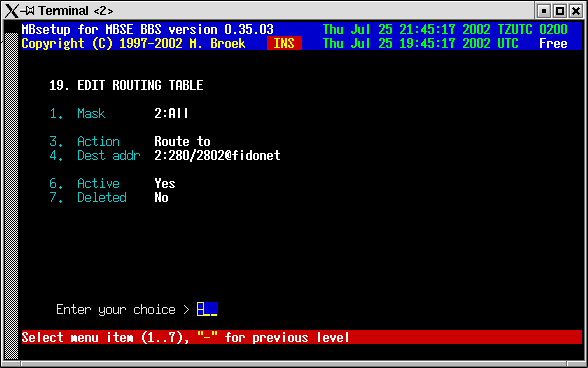 Terminal <2>
MBsetup for MBSE BBS version 0.35.03 Thu Jul 25 21:45:17 2002 TZUTC 0200
Copyright (C) 1997-2002 M. Broek INS Thu Jul 25 19:45:17 2002 UTC Free
19. EDIT ROUTING TABLE
1. Mask 2:All
3. Action Route to
4. Dest addr 2:280/2802@fidonet
6. Active Yes
7. Deleted No
Enter your choice > -__
Select menu item (1..7), "-" for previous level